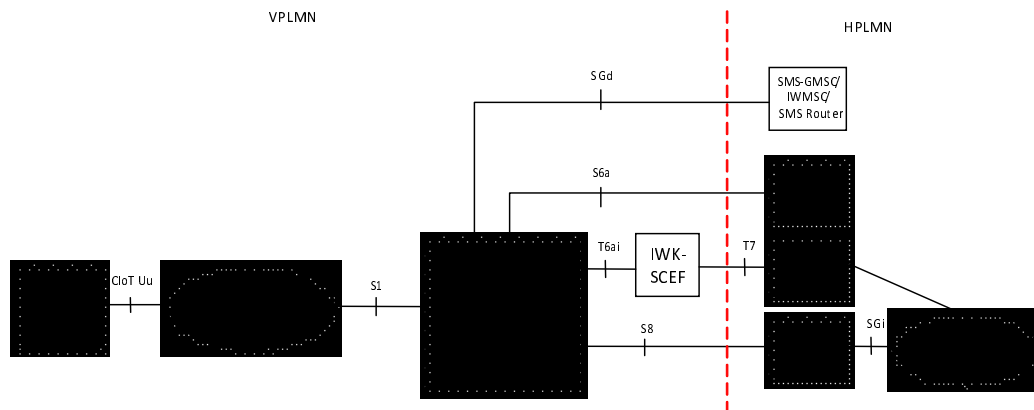 VPLMN
HPLMN
SGd
SMS-GMSC/
IWMSC/
SMS Router
S6a
T6ai
IWK-
SCEF
T7
CIoT Uu
S1
S8
SGi